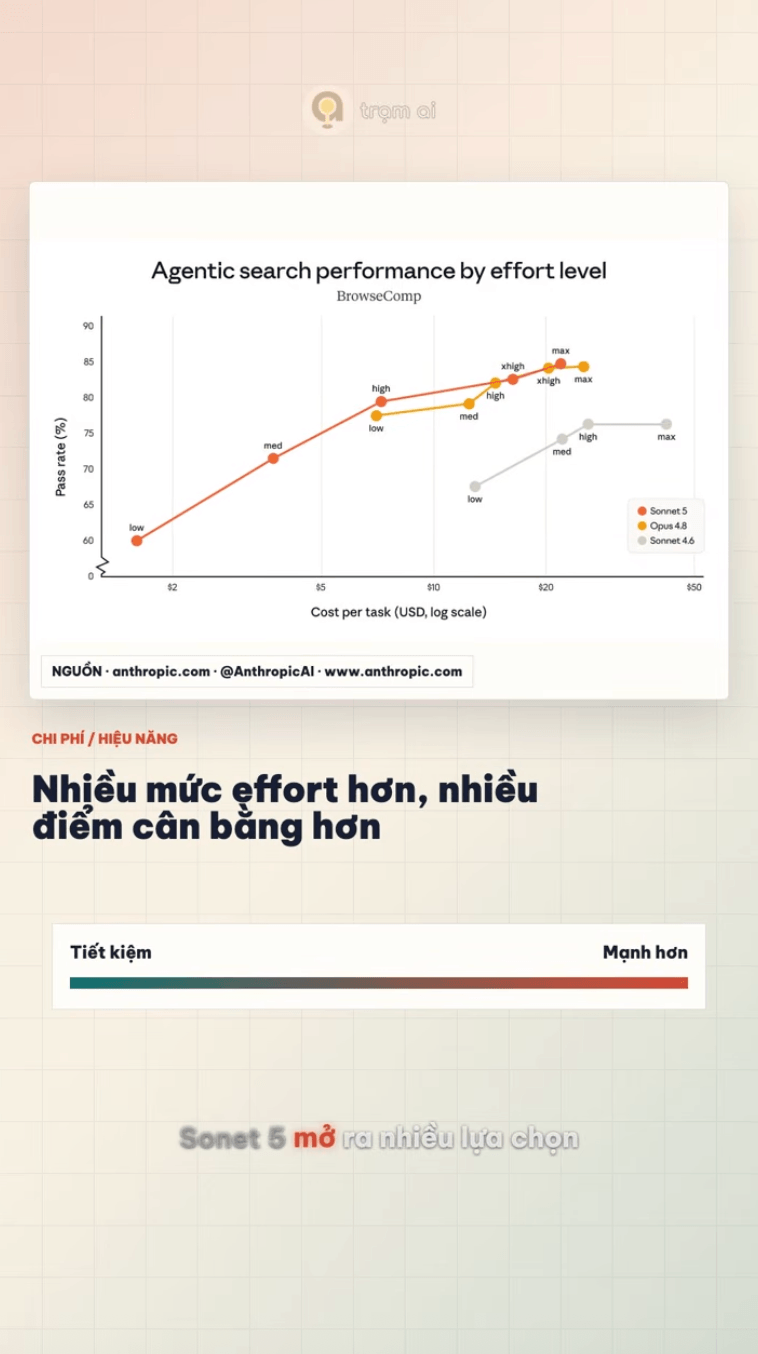 trạm ai
Agentic search performance by effort level
BrowseComp
90
85
80
75
70
65
60
0
Pass rate (%)
low
med
high
xhigh
max
low
med
high
xhigh
max
low
med
high
max
Sonnet 5
Opus 4.8
Sonnet 4.6
$2
$5
$10
$20
$50
Cost per task (USD, log scale)
NGUỒN · anthropic.com · @AnthropicAI · www.anthropic.com
CHI PHÍ / HIỆU NĂNG
Nhiều mức effort hơn, nhiều
điểm cân bằng hơn
Tiết kiệm
Mạnh hơn
Sonet 5 mở ra nhiều lựa chọn